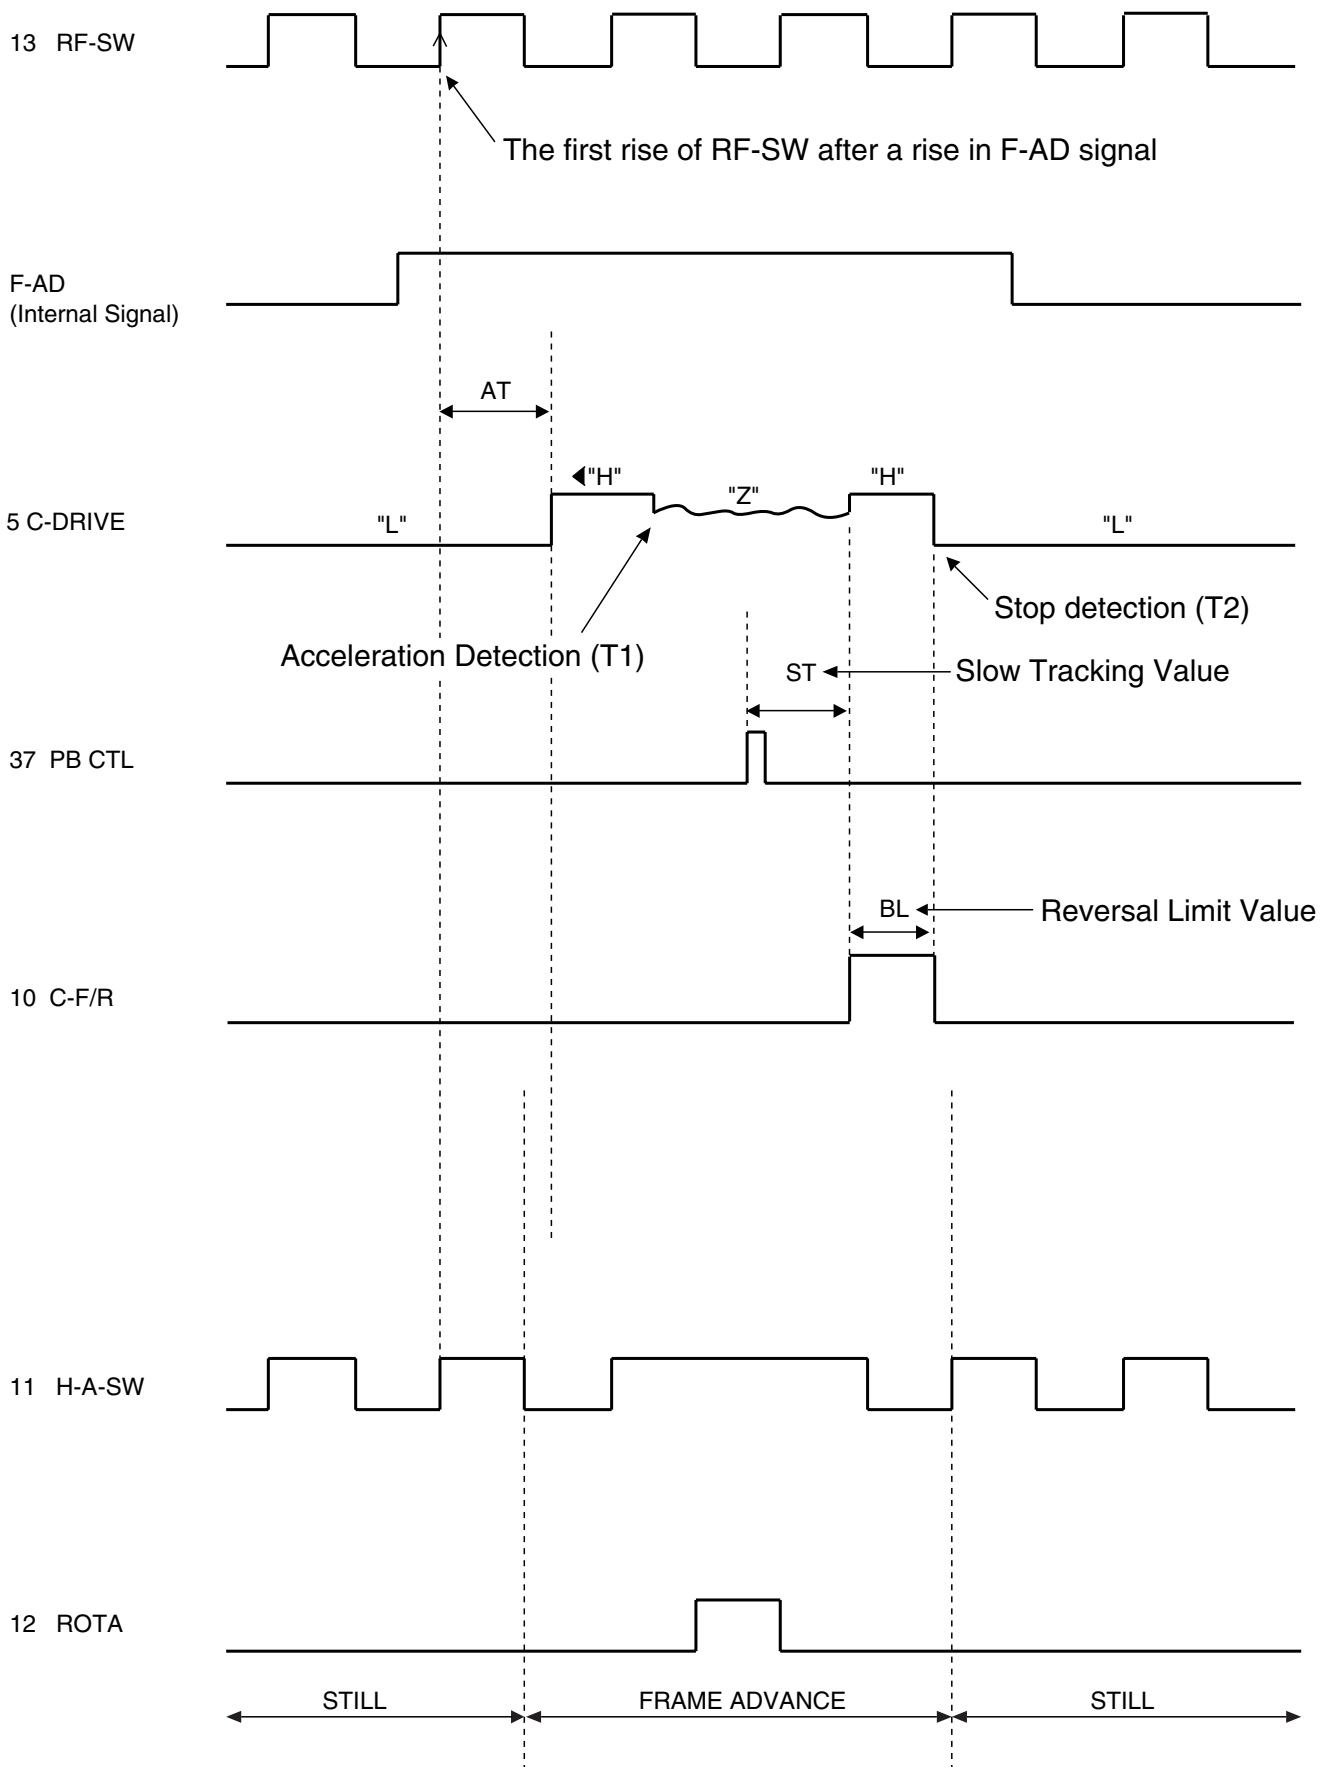 13 RF-SW
The first rise of RF-SW after a rise in F-AD signal
F-AD
(Internal Signal)
AT
"H"
"H"
"Z"
5 C-DRIVE
"L"
"L"
Stop detection (T2)
Acceleration Detection (T1)
ST
Slow Tracking Value
37 PB CTL
BL
Reversal Limit Value
10 C-F/R
11 H-A-SW
12 ROTA
STILL
FRAME ADVANCE
STILL